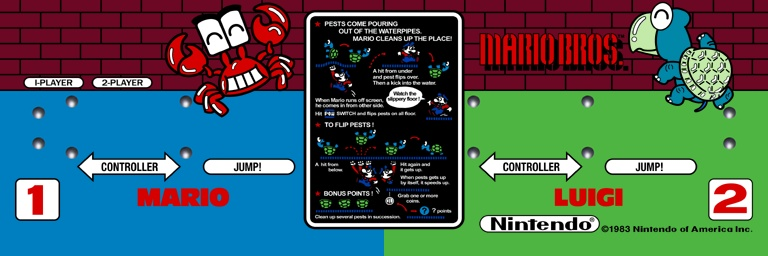 1-PLAYER
2-PLAYER
CONTROLLER
JUMP!
1
MARIO
★ PESTS COME POURING
OUT OF THE WATERPIPES.
MARIO CLEANS UP THE PLACE!
A hit from under
and pest flips over.
Then a kick into the water.
Watch the
slippery floor!
When Mario runs off screen,
he comes in from other side.
Hit POW SWITCH and flips pests on all floor.
★ TO FLIP PESTS!
A hit from
below.
Hit again and
it gets up.
When pests gets up
by itself, it speeds up.
★ BONUS POINTS!
Grab one or more
coins.
? ? points
Clean up several pests in succession.
MARIO BROS.
CONTROLLER
JUMP!
LUIGI
2
Nintendo®
©1983 Nintendo of America Inc.